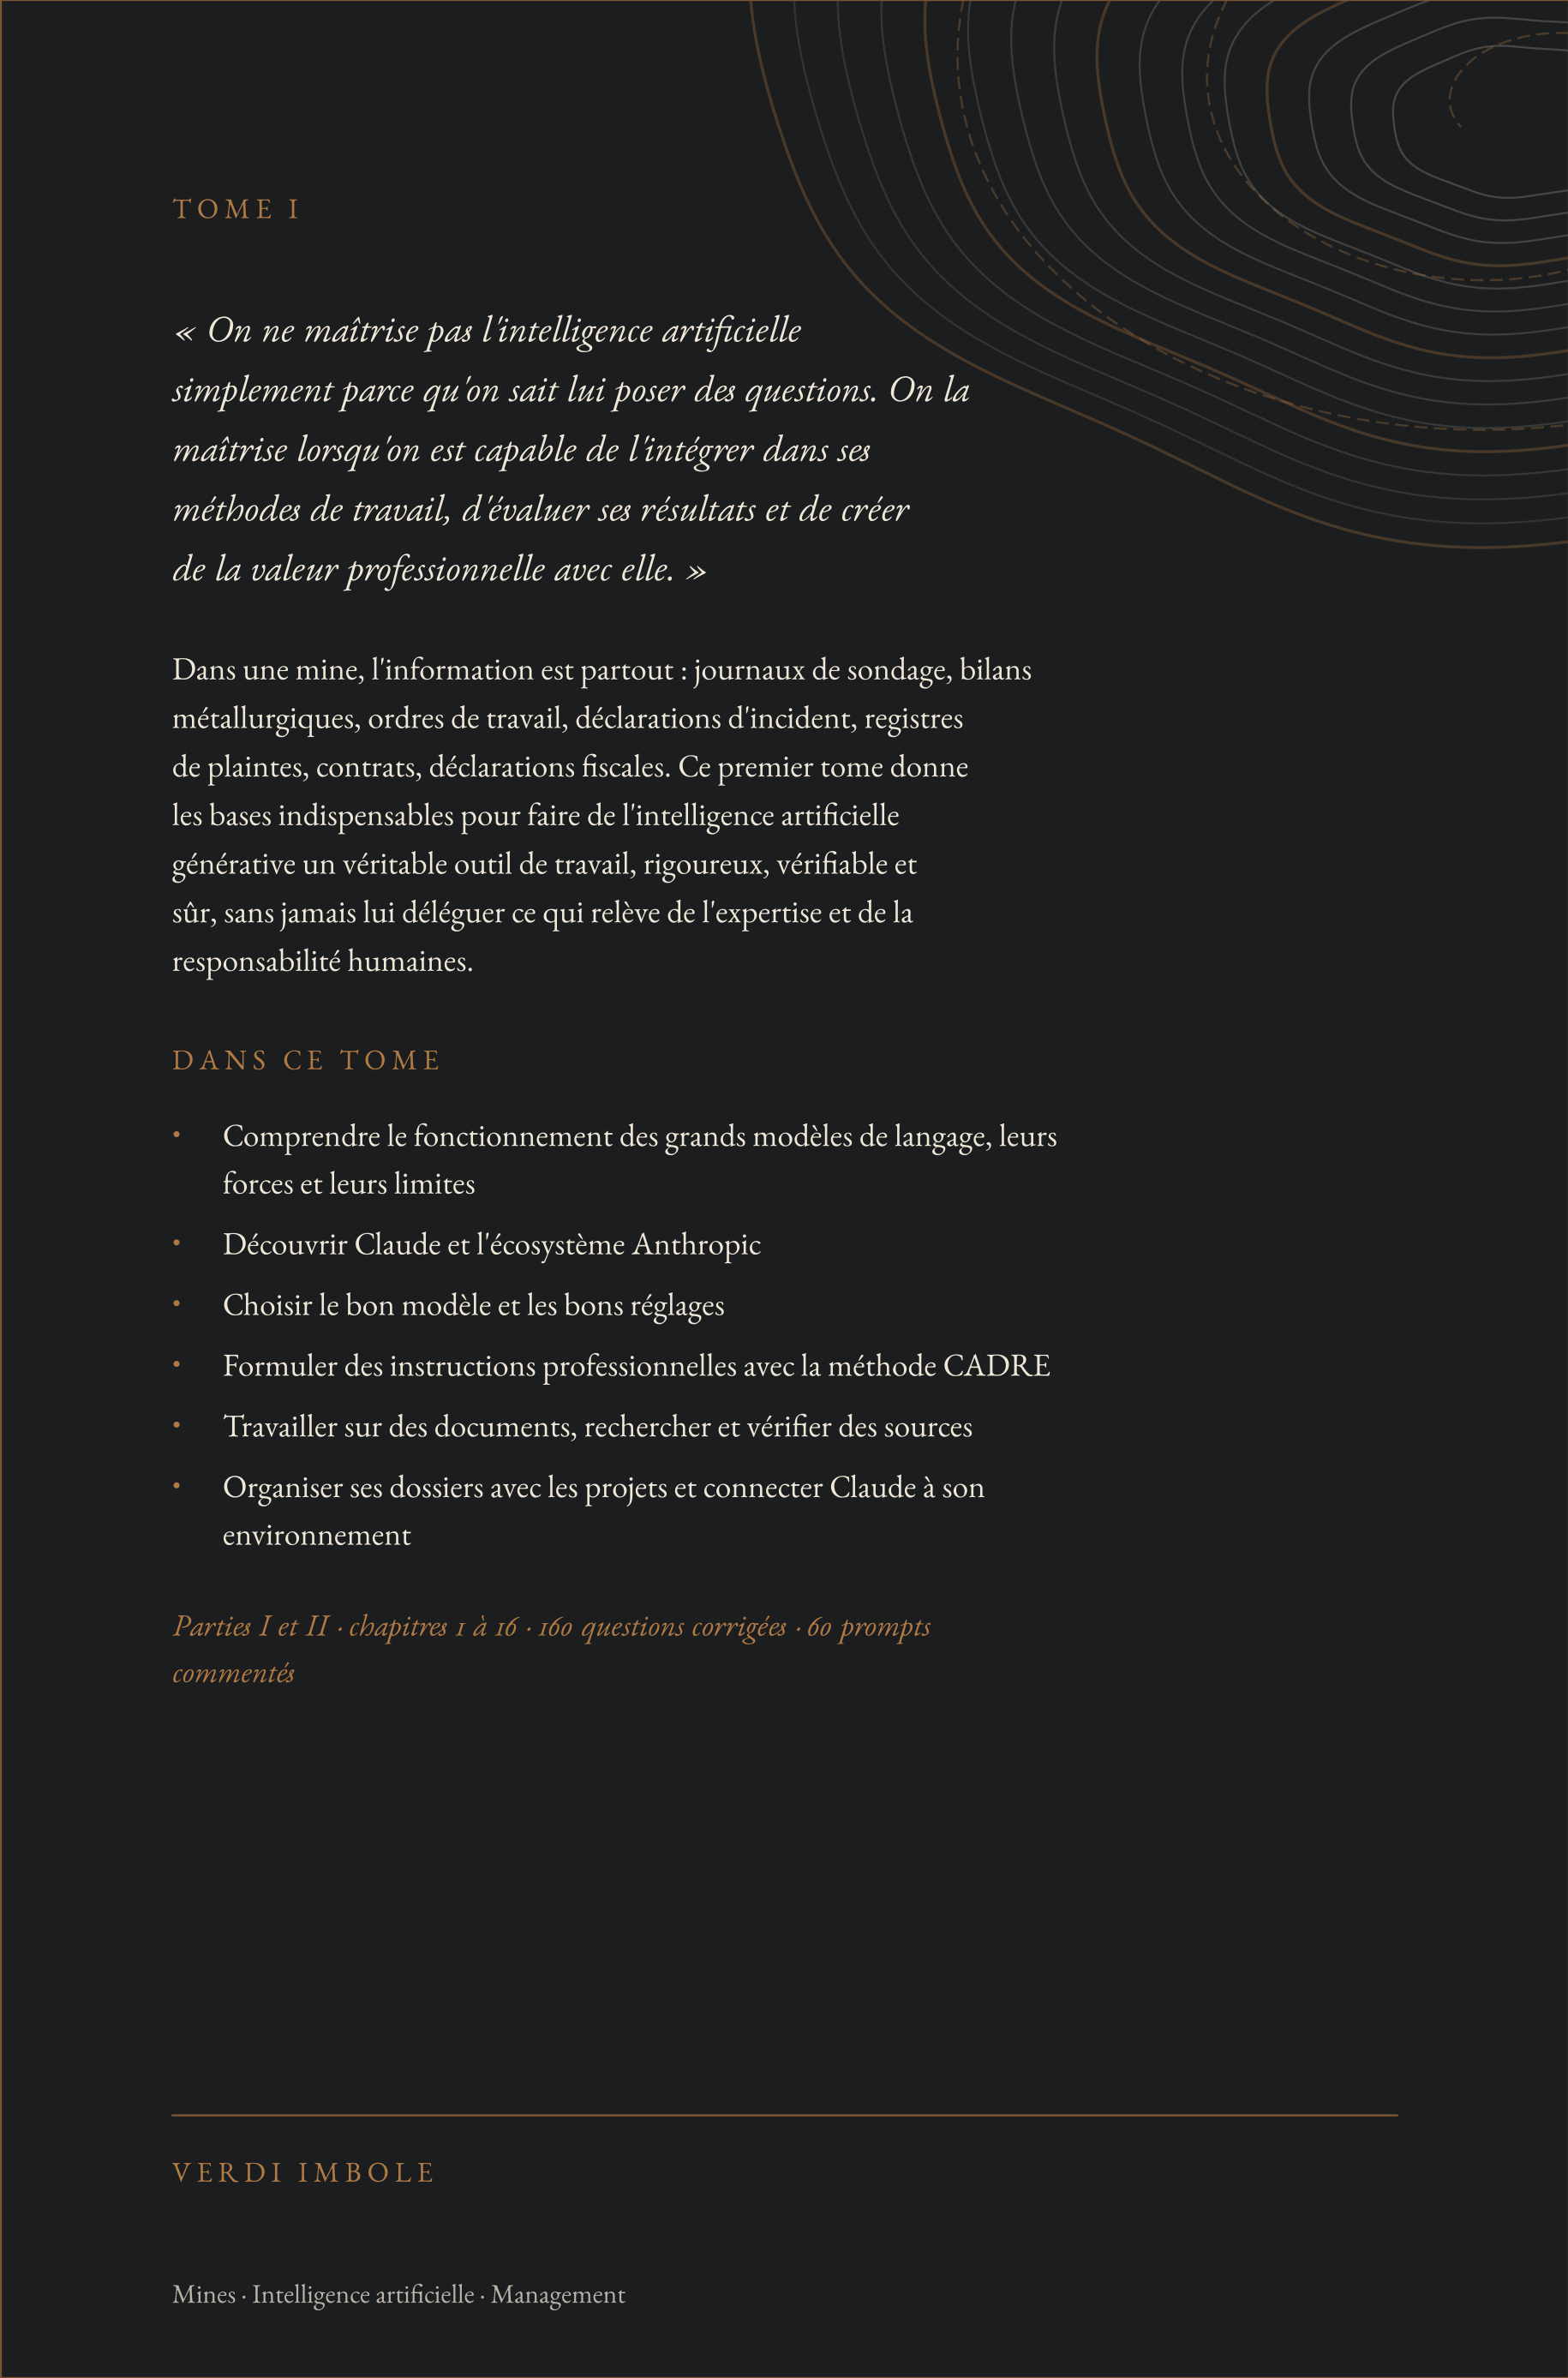 TOME I
« On ne maîtrise pas l'intelligence artificielle
simplement parce qu'on sait lui poser des questions. On la
maîtrise lorsqu'on est capable de l'intégrer dans ses
méthodes de travail, d'évaluer ses résultats et de créer
de la valeur professionnelle avec elle. »
Dans une mine, l'information est partout : journaux de sondage, bilans
métallurgiques, ordres de travail, déclarations d'incident, registres
de plaintes, contrats, déclarations fiscales. Ce premier tome donne
les bases indispensables pour faire de l'intelligence artificielle
générative un véritable outil de travail, rigoureux, vérifiable et
sûr, sans jamais lui déléguer ce qui relève de l'expertise et de la
responsabilité humaines.
DANS CE TOME
• Comprendre le fonctionnement des grands modèles de langage, leurs
forces et leurs limites
• Découvrir Claude et l'écosystème Anthropic
• Choisir le bon modèle et les bons réglages
• Formuler des instructions professionnelles avec la méthode CADRE
• Travailler sur des documents, rechercher et vérifier des sources
• Organiser ses dossiers avec les projets et connecter Claude à son
environnement
Parties I et II · chapitres 1 à 16 · 160 questions corrigées · 60 prompts
commentés
VERDI IMBOLE
Mines · Intelligence artificielle · Management